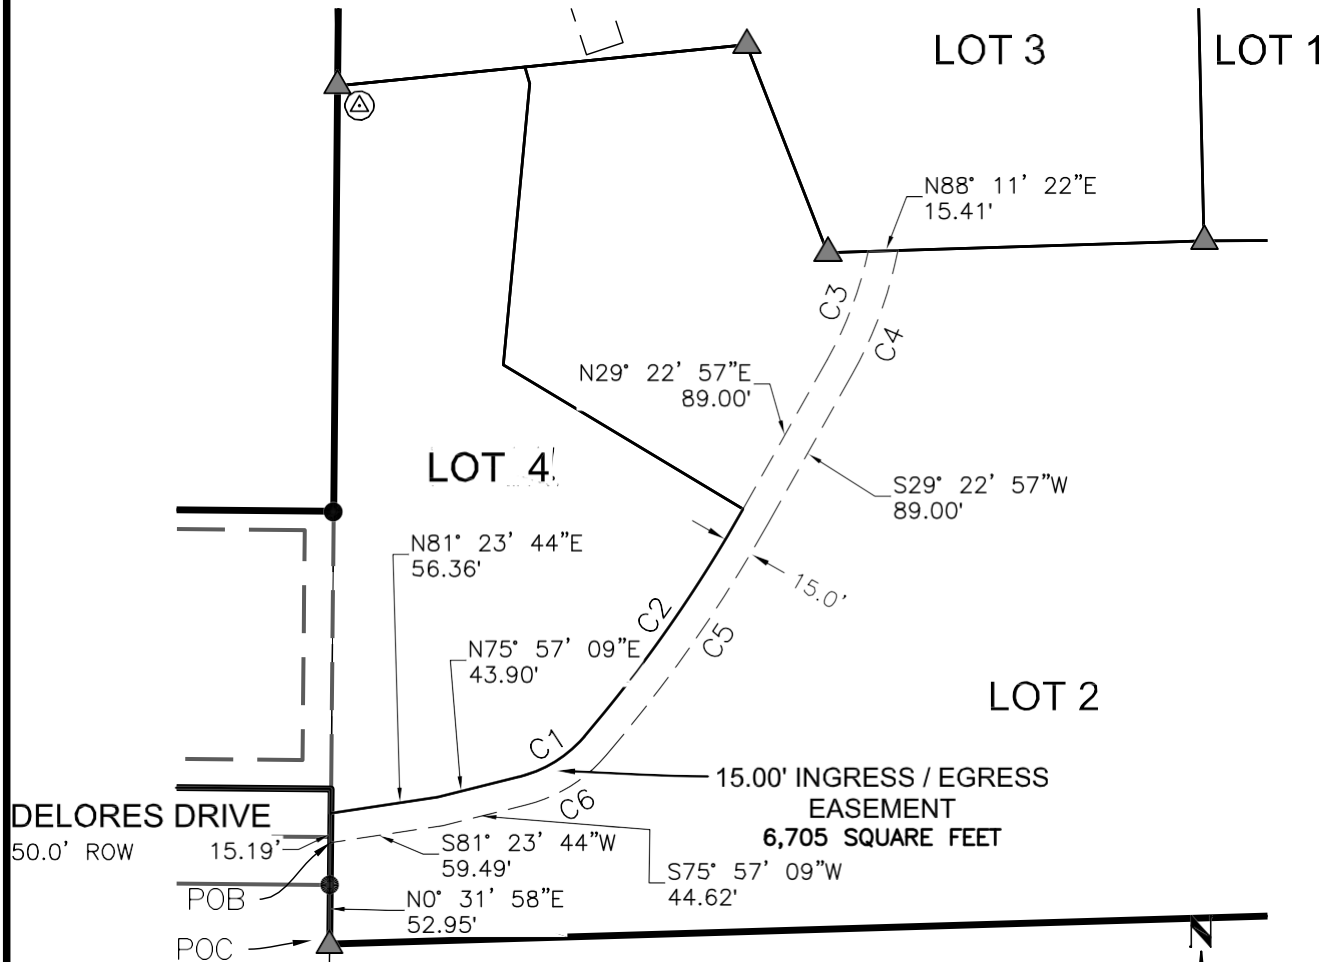 LOT 3
LOT 1
N88° 11' 22"E
15.41'
C3
C4
N29° 22' 57"E
89.00'
LOT 4
S29° 22' 57"W
89.00'
N81° 23' 44"E
56.36'
15.0'
C2
C5
N75° 57' 09"E
43.90'
LOT 2
C1
15.00' INGRESS / EGRESS
EASEMENT
6,705 SQUARE FEET
C6
DELORES DRIVE
50.0' ROW
15.19'
S81° 23' 44"W
59.49'
S75° 57' 09"W
44.62'
POB
N0° 31' 58"E
52.95'
POC
N